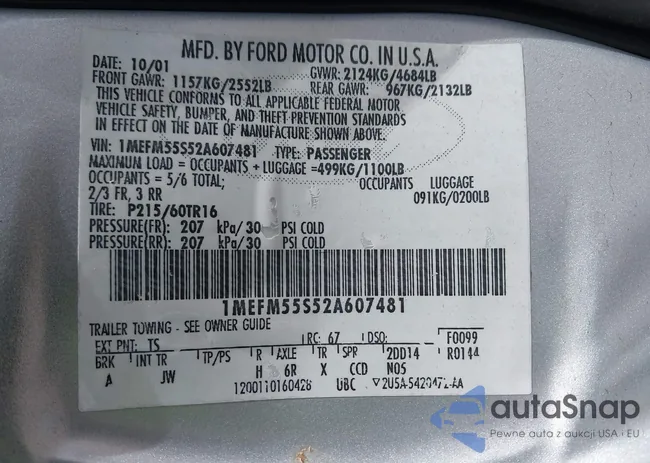 MFD. BY FORD MOTOR CO. IN U.S.A.
DATE: 10/01 GVWR: 2124KG/4684LB
FRONT GAWR: 1157KG/2552LB REAR GAWR: 967KG/2132LB
THIS VEHICLE CONFORMS TO ALL APPLICABLE FEDERAL MOTOR
VEHICLE SAFETY, BUMPER, AND THEFT PREVENTION STANDARDS
IN EFFECT ON THE DATE OF MANUFACTURE SHOWN ABOVE.
VIN: 1MEFM55S52A607481 TYPE: PASSENGER
MAXIMUM LOAD = OCCUPANTS + LUGGAGE =499KG/1100LB
OCCUPANTS = 5/6 TOTAL; OCCUPANTS LUGGAGE
2/3 FR, 3 RR 091KG/0200LB
TIRE: P215/60TR16
PRESSURE(FR) = 207 kPa/30 PSI COLD
PRESSURE(RR) = 207 kPa/30 PSI COLD
1MEFM55S52A607481
TRAILER TOWING - SEE OWNER GUIDE
EXT PNT: TS RC: 67 DSO: F0099
BRK INT TR TP/PS R AXLE TR SPR 2DD14 R0144
A JW H 6R X CCD NOS
1200110160428 UBC 2U5A-5420472-AA
autaSnap
Pewne auta z aukcji USA i EU